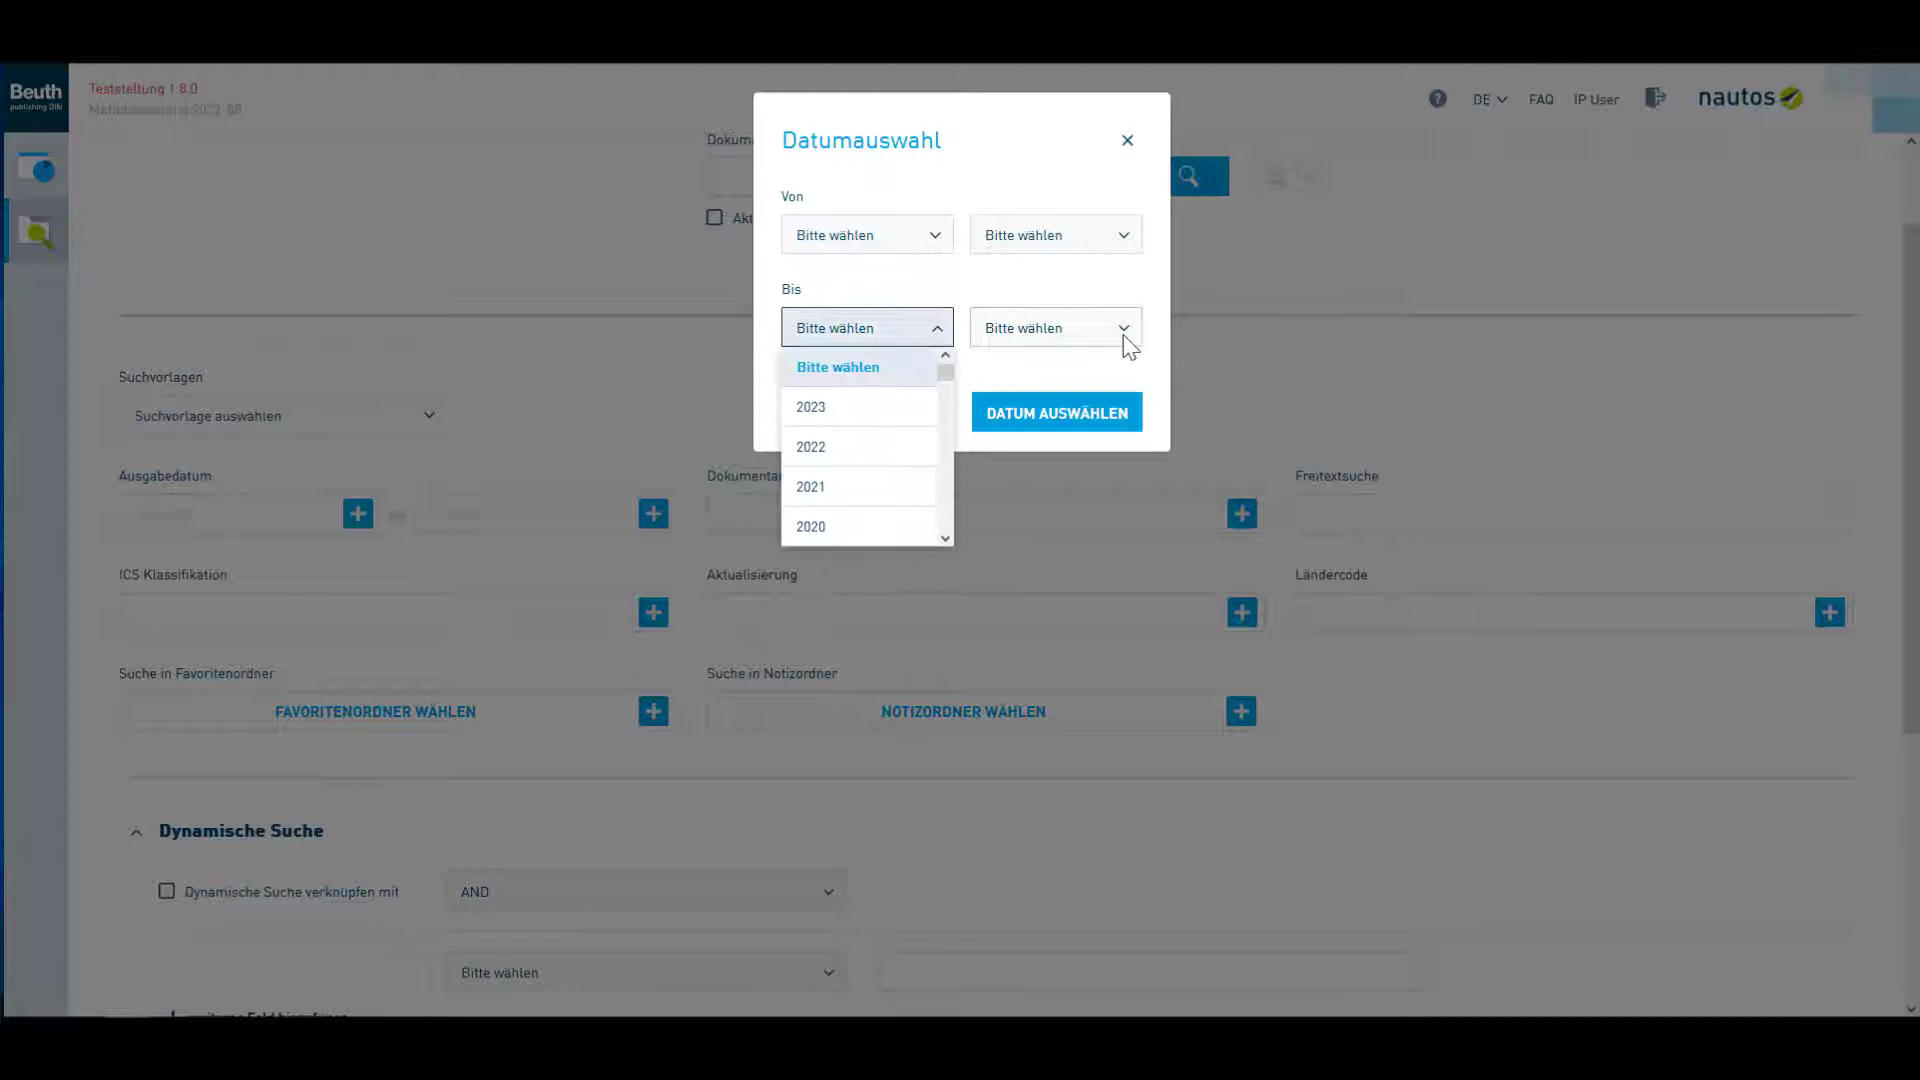 Beuth
publishing DIN
Teststellung 1.8.0
DE
FAQ
IP User
nautos
Datumauswahl
Von
Bitte wählen
Bitte wählen
Bis
Bitte wählen
Bitte wählen
Bitte wählen
2023
2022
2021
2020
DATUM AUSWÄHLEN
Suchvorlagen
Suchvorlage auswählen
Ausgabedatum
Freitextsuche
ICS Klassifikation
Aktualisierung
Ländercode
Suche in Favoritenordner
Suche in Notizordner
FAVORITENORDNER WÄHLEN
NOTIZORDNER WÄHLEN
Dynamische Suche
Dynamische Suche verknüpfen mit
AND
Bitte wählen